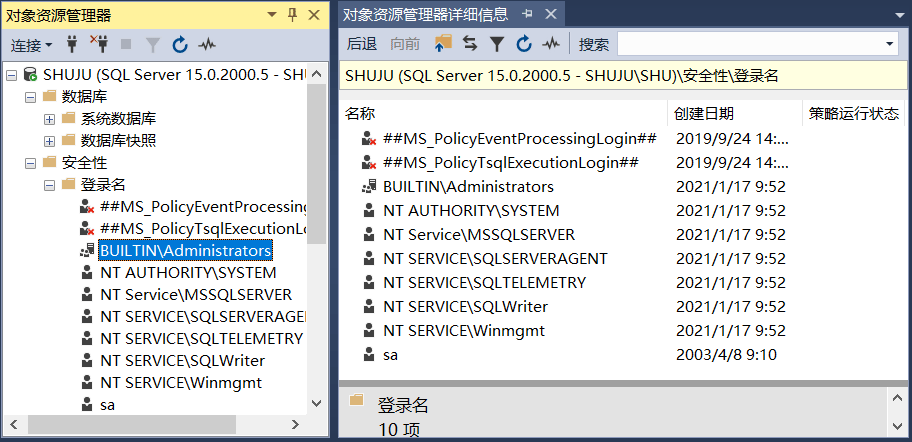 对象资源管理器
连接
SHUJU (SQL Server 15.0.2000.5 - SHU
数据库
系统数据库
数据库快照
安全性
登录名
##MS_PolicyEventProcessing
##MS_PolicyTsqlExecutionLo
BUILTIN\Administrators
NT AUTHORITY\SYSTEM
NT Service\MSSQLSERVER
NT SERVICE\SQLSERVERAGEN
NT SERVICE\SQLTELEMETRY
NT SERVICE\SQLWriter
NT SERVICE\Winmgmt
sa
对象资源管理器详细信息
后退 向前 搜索
SHUJU (SQL Server 15.0.2000.5 - SHUJU\SHU)\安全性\登录名
名称 创建日期 策略运行状态
##MS_PolicyEventProcessingLogin## 2019/9/24 14:...
##MS_PolicyTsqlExecutionLogin## 2019/9/24 14:...
BUILTIN\Administrators 2021/1/17 9:52
NT AUTHORITY\SYSTEM 2021/1/17 9:52
NT Service\MSSQLSERVER 2021/1/17 9:52
NT SERVICE\SQLSERVERAGENT 2021/1/17 9:52
NT SERVICE\SQLTELEMETRY 2021/1/17 9:52
NT SERVICE\SQLWriter 2021/1/17 9:52
NT SERVICE\Winmgmt 2021/1/17 9:52
sa 2003/4/8 9:10
登录名
10 项